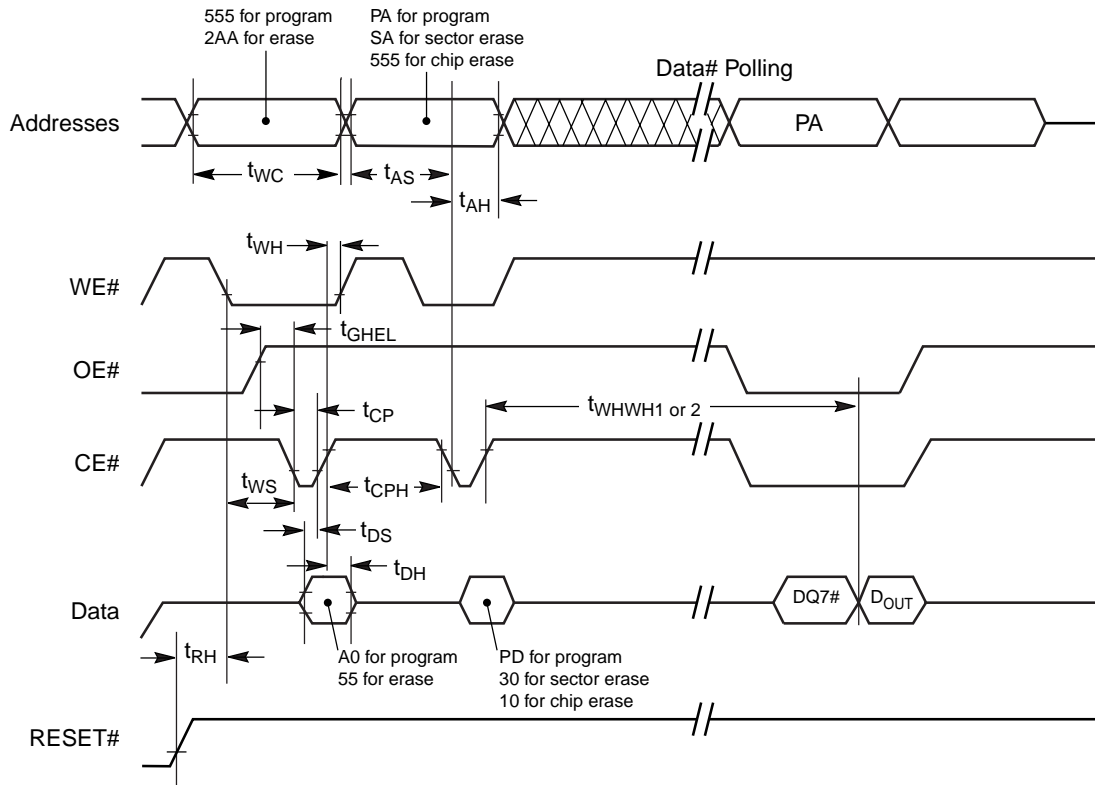 555 for program
2AA for erase
PA for program
SA for sector erase
555 for chip erase
Data# Polling
Addresses
PA
tWC
tAS
tAH
tWH
WE#
tGHEL
OE#
tWHWH1 or 2
tCP
CE#
tWS
tCPH
tDS
tDH
Data
DQ7#
DOUT
tRH
A0 for program
55 for erase
PD for program
30 for sector erase
10 for chip erase
RESET#